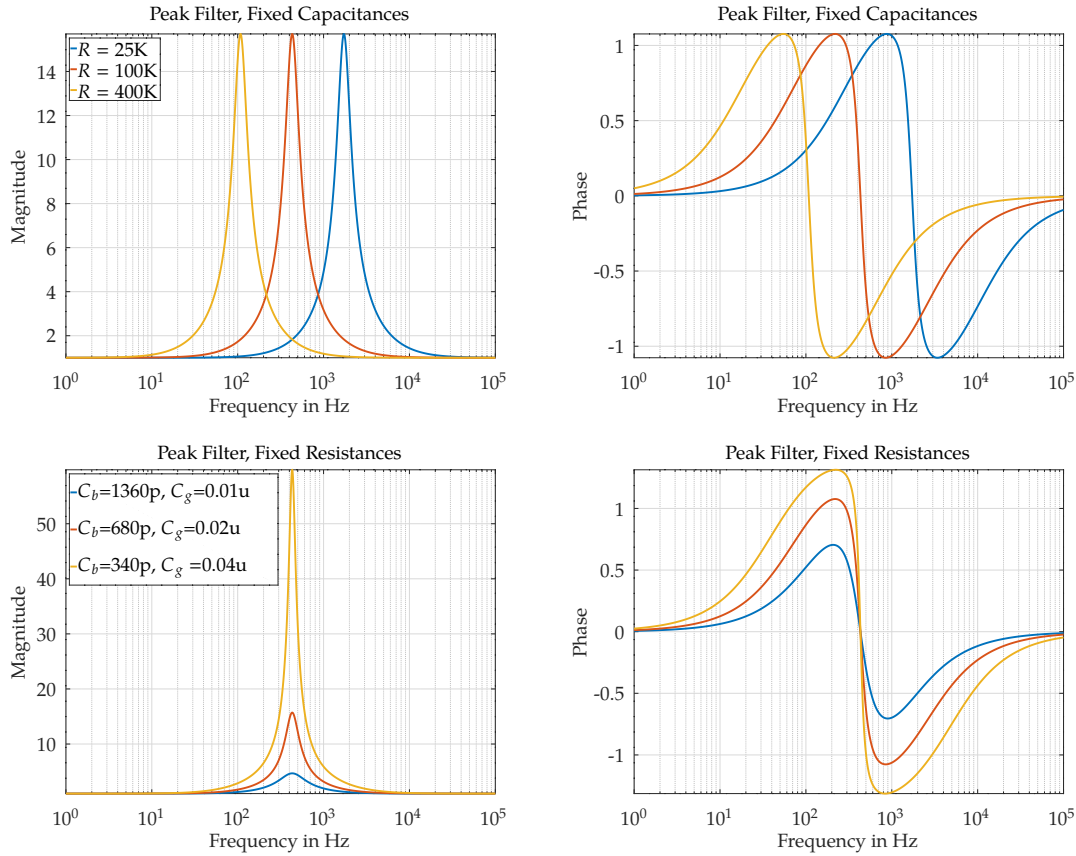 Peak Filter, Fixed Capacitances
R = 25K
R = 100K
R = 400K
14
12
10
8
6
4
2
Magnitude
10^0 10^1 10^2 10^3 10^4 10^5
Frequency in Hz
Peak Filter, Fixed Capacitances
1
0.5
0
-0.5
-1
Phase
10^0 10^1 10^2 10^3 10^4 10^5
Frequency in Hz
Peak Filter, Fixed Resistances
C_b=1360p, C_g=0.01u
C_b=680p, C_g=0.02u
C_b=340p, C_g =0.04u
50
40
30
20
10
Magnitude
10^0 10^1 10^2 10^3 10^4 10^5
Frequency in Hz
Peak Filter, Fixed Resistances
1
0.5
0
-0.5
-1
Phase
10^0 10^1 10^2 10^3 10^4 10^5
Frequency in Hz